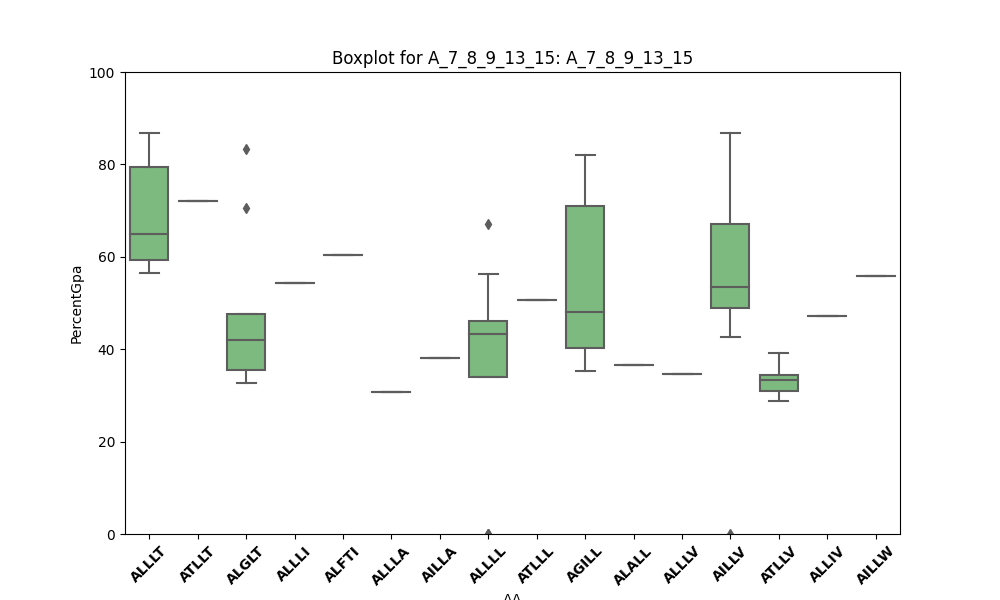 Boxplot for A_7_8_9_13_15: A_7_8_9_13_15
100
80
60
40
20
0
PercentGpa
ALLLT
ATLLT
ALGLT
ALLLI
ALFTI
ALLLA
AILLA
ALLLL
ATLLL
AGILL
ALALL
ALLLV
AILLV
ATLLV
ALLIV
AILLW
AA